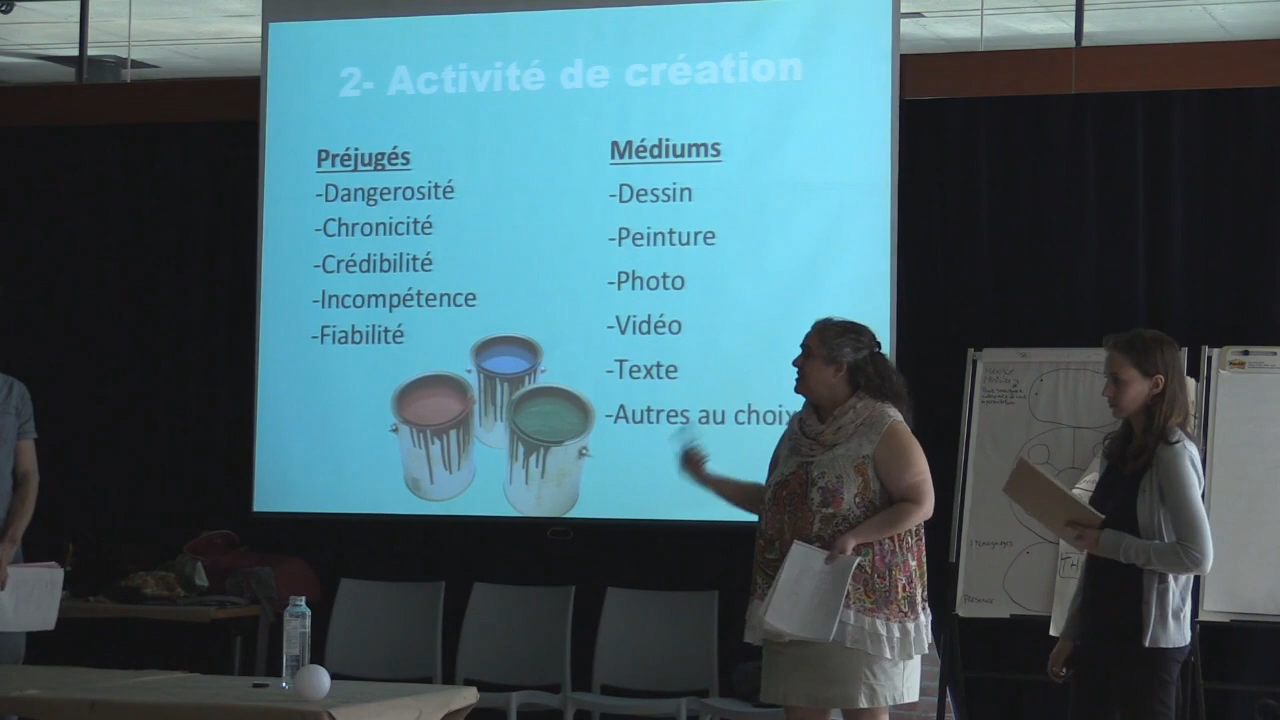 2- Activité de création
Préjugés
-Dangerosité
-Chronicité
-Crédibilité
-Incompétence
-Fiabilité
Médiums
-Dessin
-Peinture
-Photo
-Vidéo
-Texte
-Autres au choix